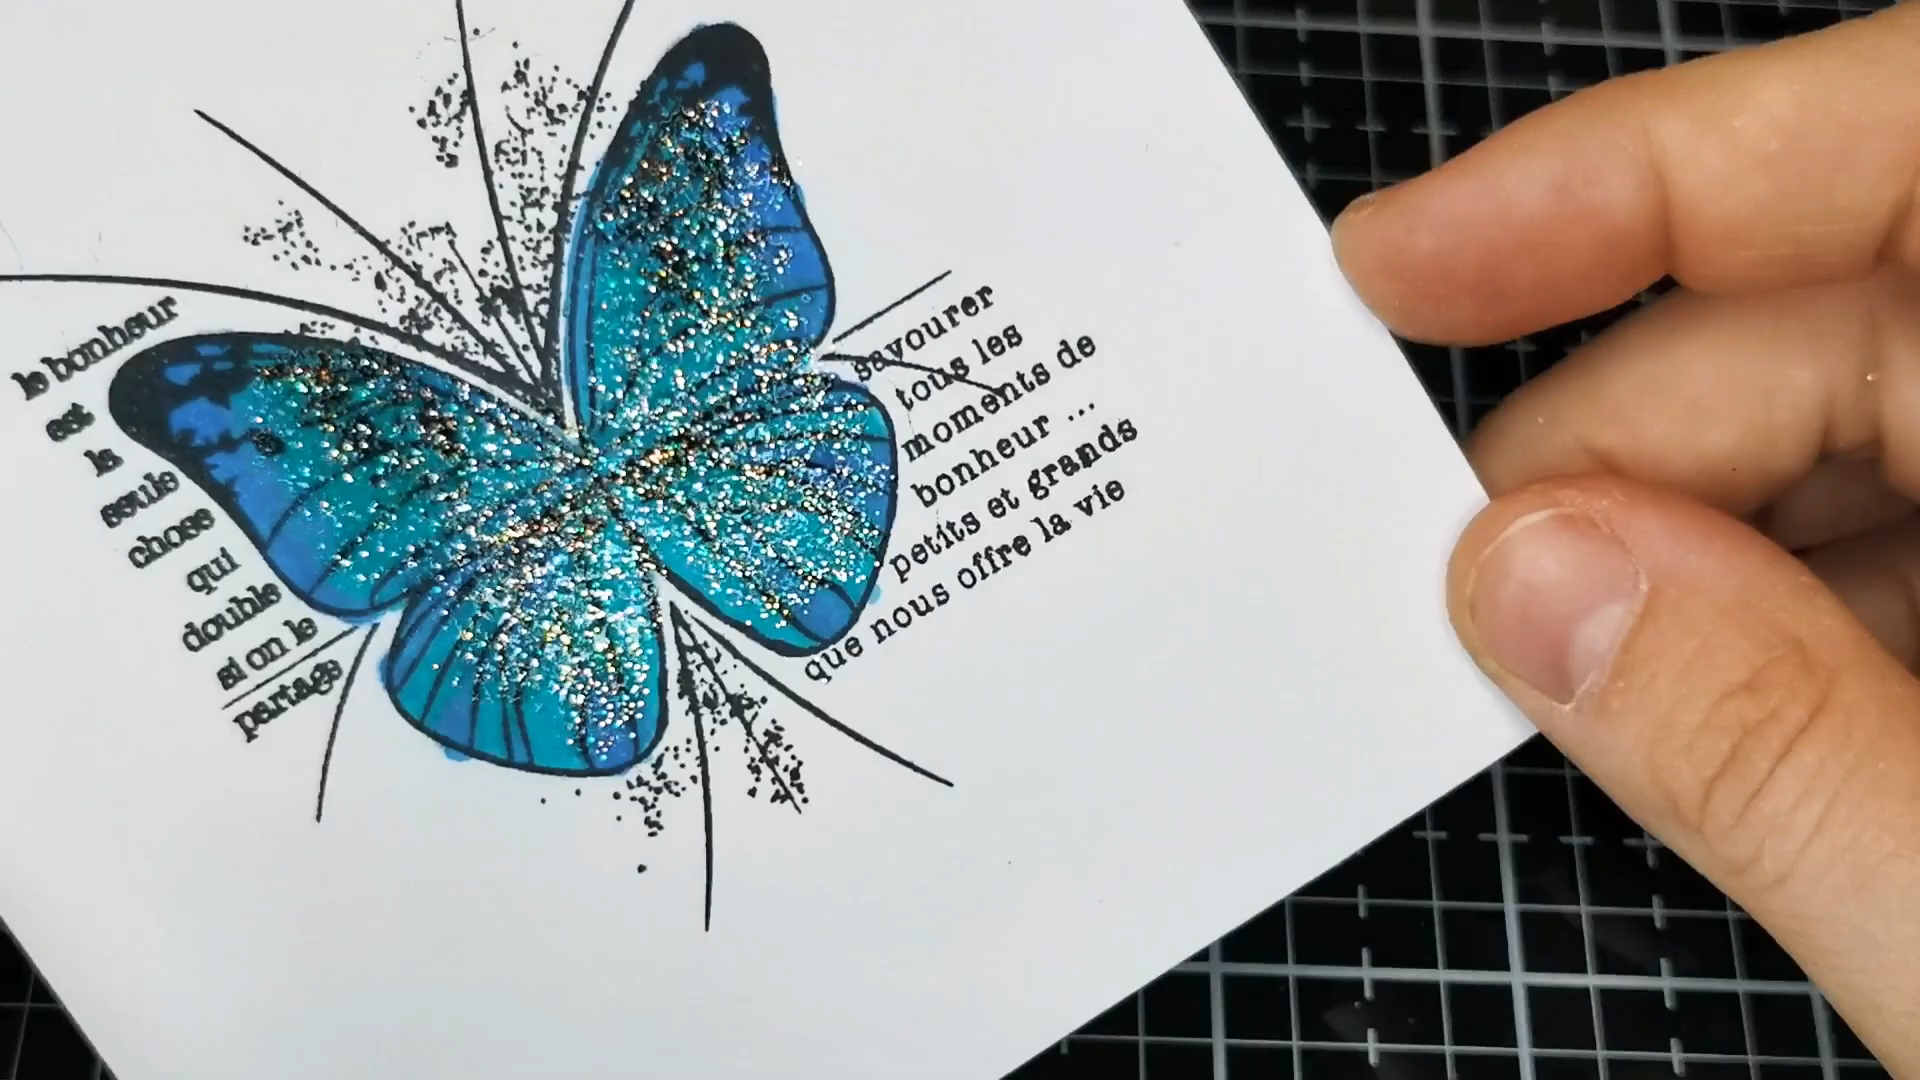 le bonheur
est
la
seule
chose
qui
double
si on le
partage
savourer
tous les
moments de
bonheur ...
petits et grands
que nous offre la vie